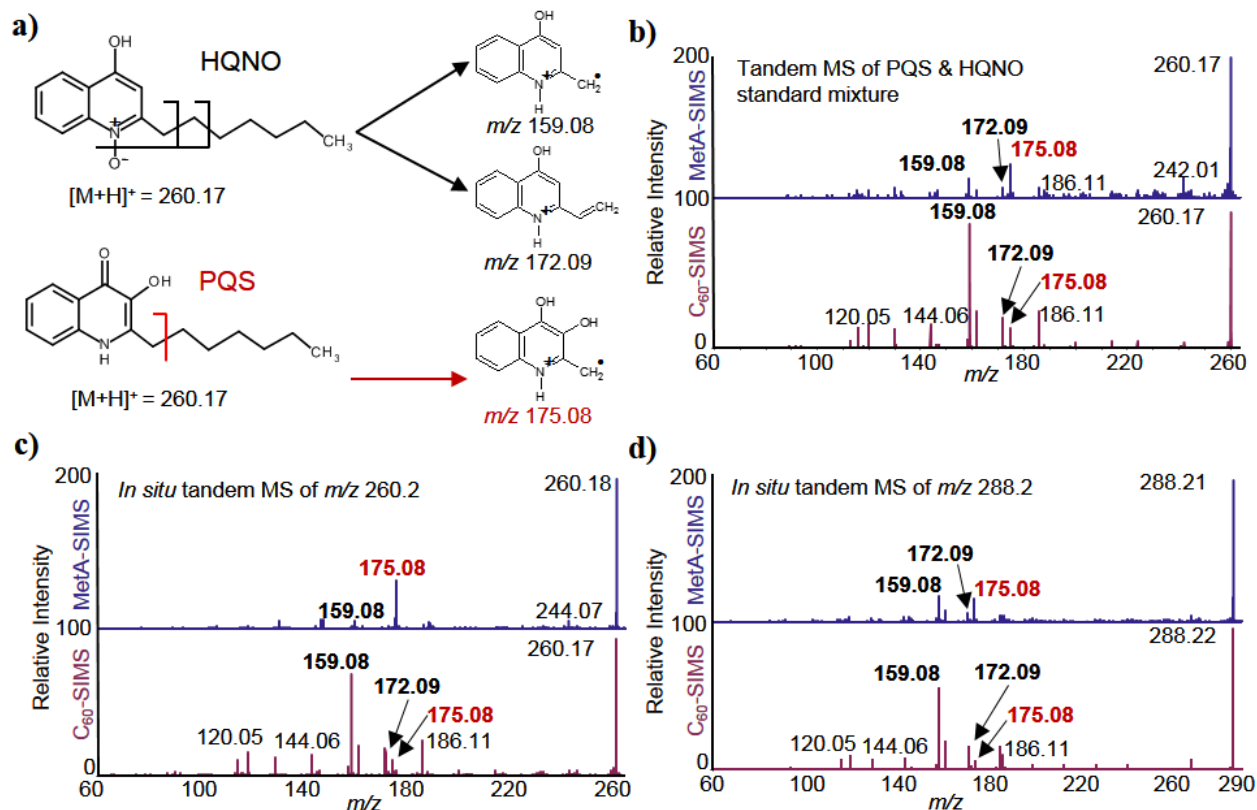 a)
OH
HQNO
N
+
O⁻
CH₃
[M+H]⁺ = 260.17
OH
N
+
H
CH₂•
m/z 159.08
OH
N
+
H
CH₂
m/z 172.09
O
OH
PQS
N
H
CH₃
[M+H]⁺ = 260.17
OH
OH
N
+
H
CH₂•
m/z 175.08
b)
Tandem MS of PQS & HQNO
standard mixture
Relative Intensity
MetA-SIMS
C₆₀-SIMS
200
260.17
172.09
175.08
159.08
186.11
242.01
100
159.08
260.17
172.09
175.08
120.05
144.06
186.11
0
60
100
140
180
220
260
m/z
c)
In situ tandem MS of m/z 260.2
Relative Intensity
MetA-SIMS
C₆₀-SIMS
200
260.18
175.08
159.08
244.07
100
260.17
159.08
172.09
175.08
120.05
144.06
186.11
0
60
100
140
180
220
260
m/z
d)
In situ tandem MS of m/z 288.2
Relative Intensity
MetA-SIMS
C₆₀-SIMS
200
288.21
172.09
159.08
175.08
100
288.22
159.08
172.09
175.08
120.05
144.06
186.11
0
60
100
140
180
220
260
290
m/z